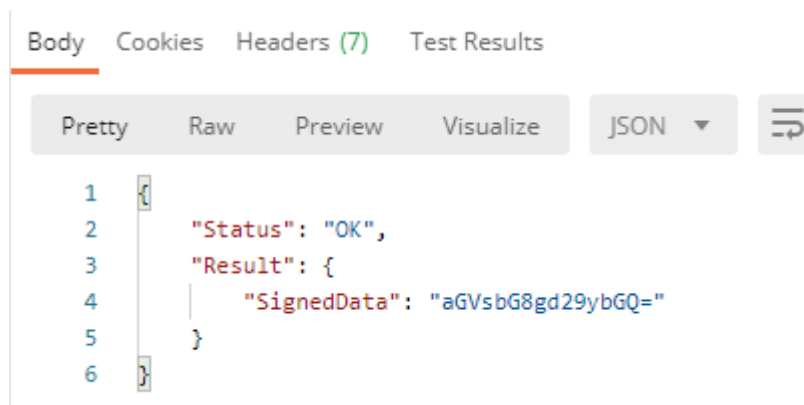 Body Cookies Headers (7) Test Results
Pretty Raw Preview Visualize JSON
1 {
2 "Status": "OK",
3 "Result": {
4 "SignedData": "aGVsbG8gd29ybGQ="
5 }
6 }